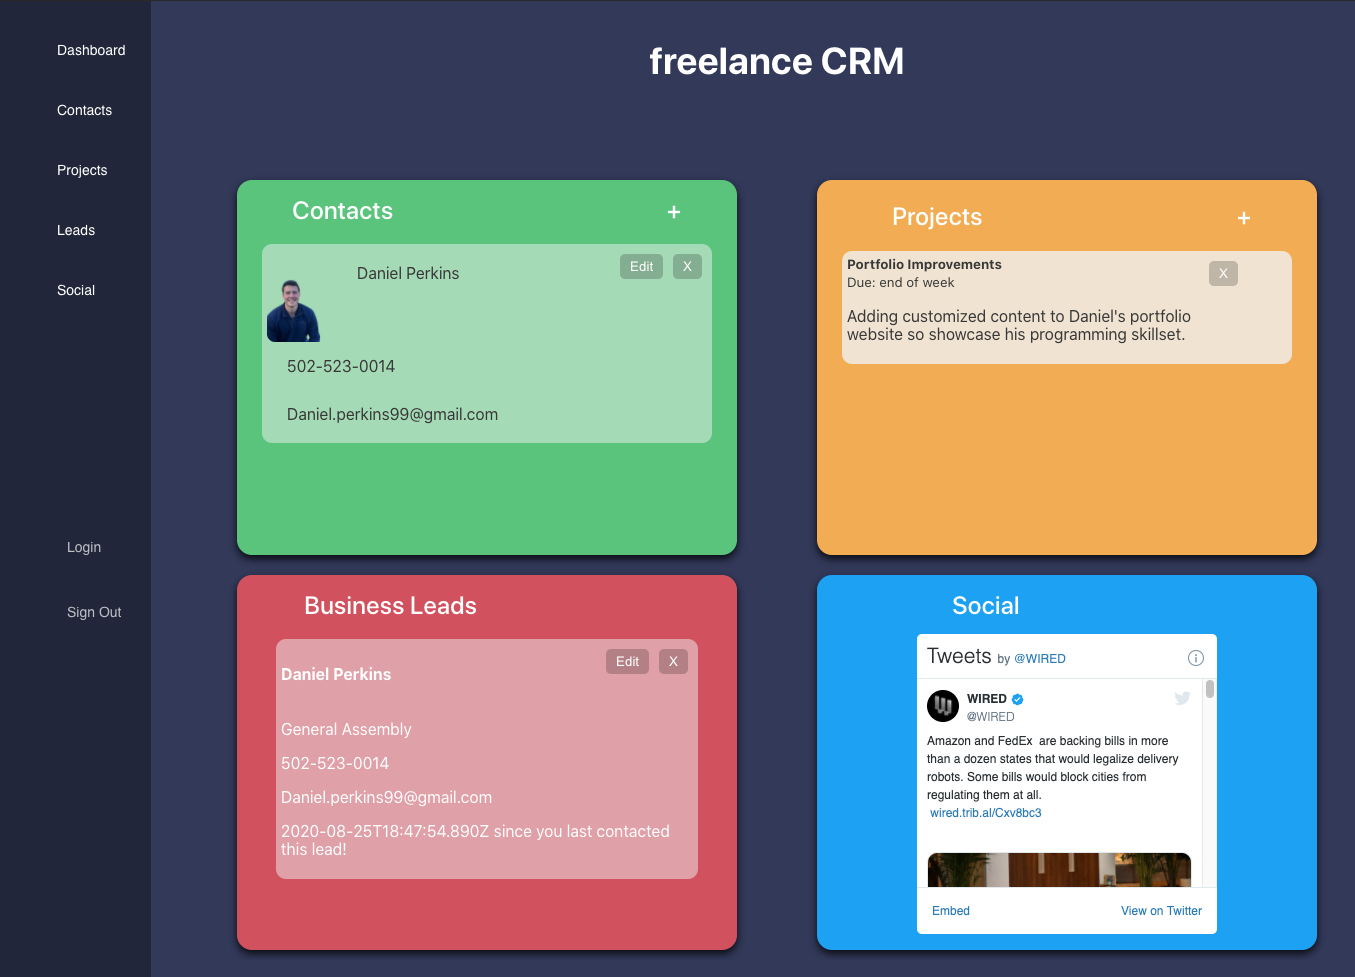 Dashboard
Contacts
Projects
Leads
Social
Login
Sign Out
freelance CRM
Contacts +
Edit X
Daniel Perkins
502-523-0014
Daniel.perkins99@gmail.com
Projects +
Portfolio Improvements
X
Due: end of week
Adding customized content to Daniel's portfolio
website so showcase his programming skillset.
Business Leads
Edit X
Daniel Perkins
General Assembly
502-523-0014
Daniel.perkins99@gmail.com
2020-08-25T18:47:54.890Z since you last contacted
this lead!
Social
Tweets by @WIRED
WIRED
@WIRED
Amazon and FedEx are backing bills in more
than a dozen states that would legalize delivery
robots. Some bills would block cities from
regulating them at all.
wired.trib.al/Cxv8bc3
Embed View on Twitter